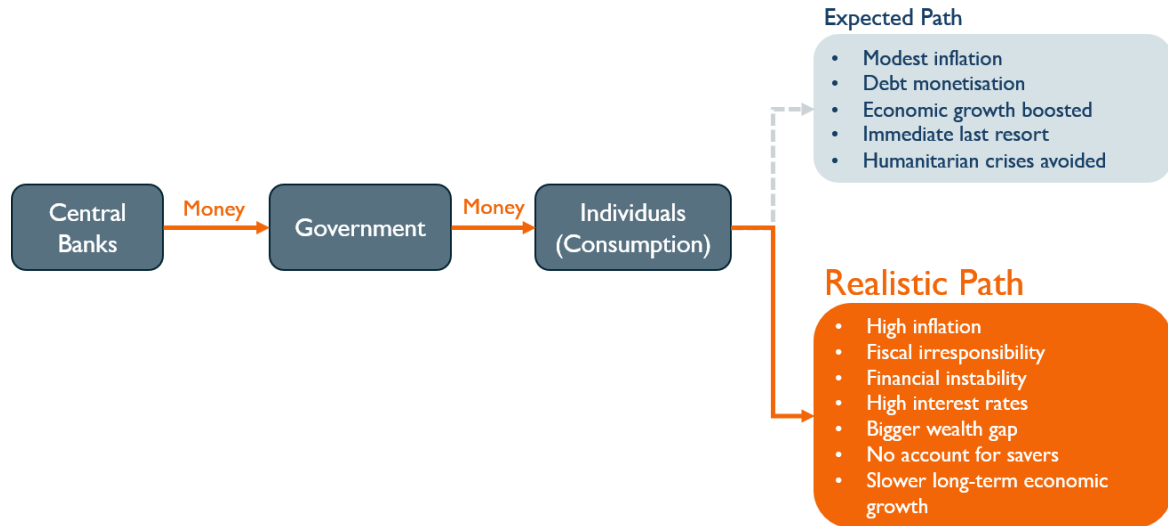 Expected Path
• Modest inflation
• Debt monetisation
• Economic growth boosted
• Immediate last resort
• Humanitarian crises avoided
Central
Banks
Money
Government
Money
Individuals
(Consumption)
Realistic Path
• High inflation
• Fiscal irresponsibility
• Financial instability
• High interest rates
• Bigger wealth gap
• No account for savers
• Slower long-term economic
growth